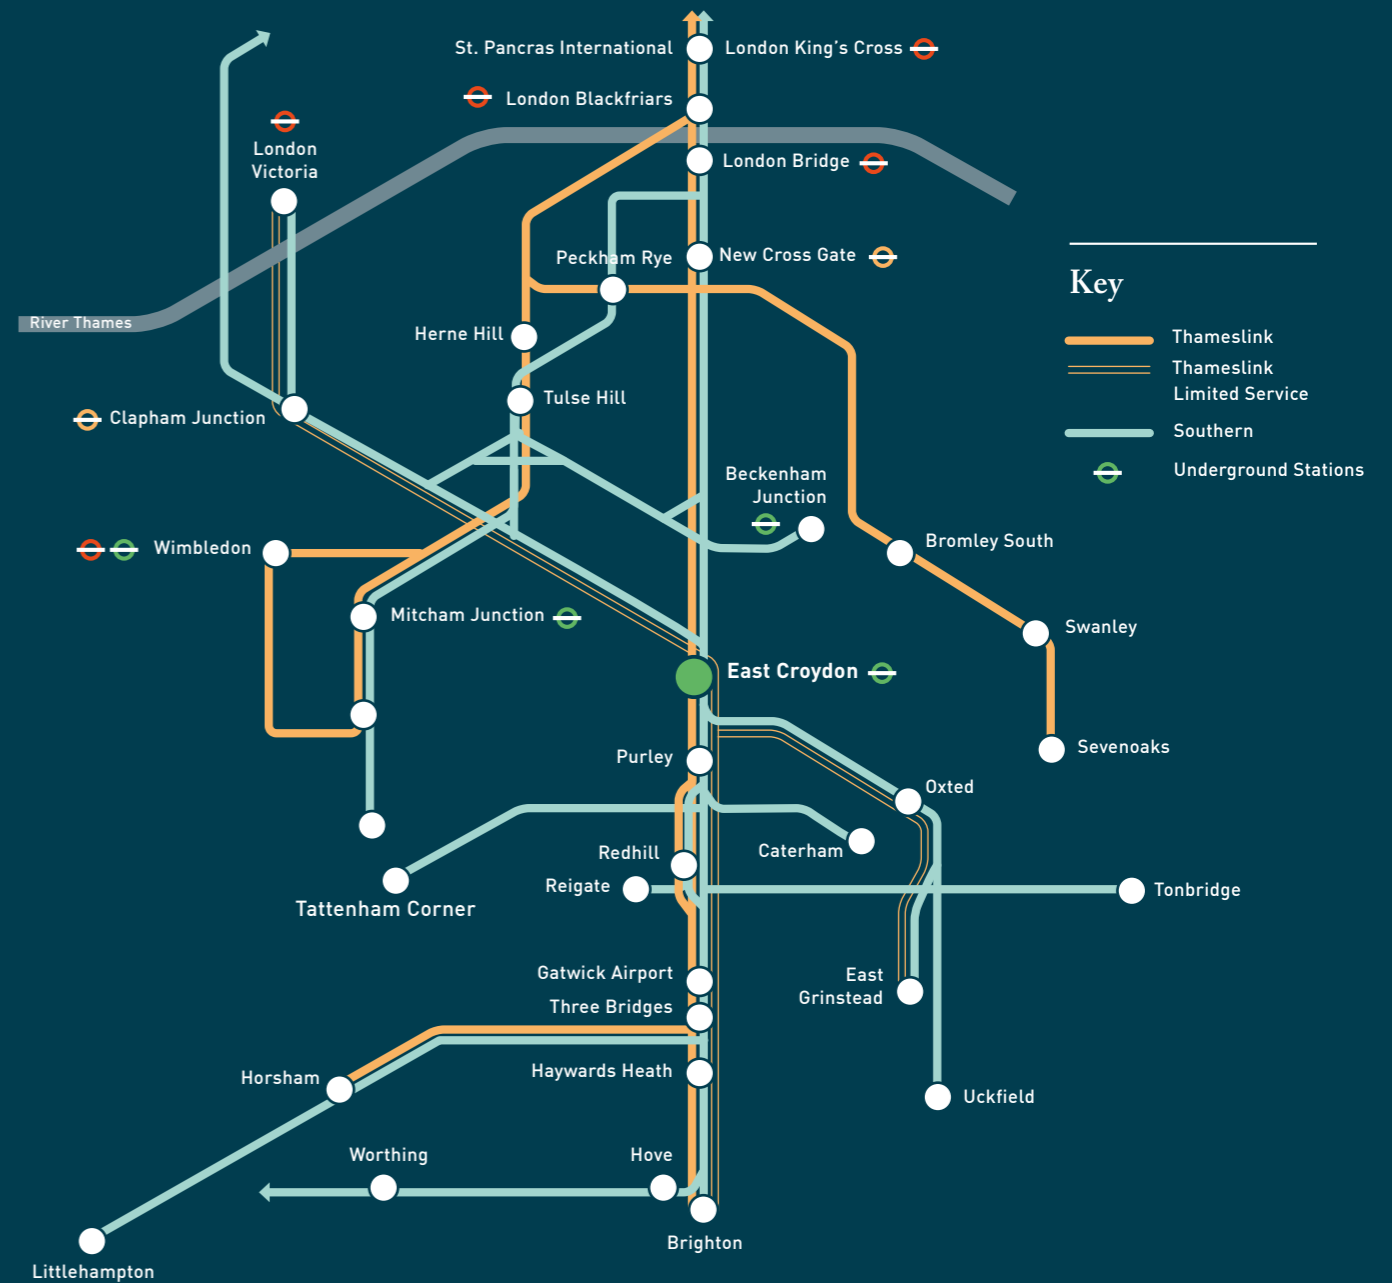 St. Pancras International
London King’s Cross
London Blackfriars
London
Victoria
London Bridge
Peckham Rye
New Cross Gate
River Thames
Herne Hill
Clapham Junction
Tulse Hill
Beckenham
Junction
Wimbledon
Bromley South
Mitcham Junction
Swanley
East Croydon
Purley
Sevenoaks
Oxted
Redhill
Caterham
Reigate
Tonbridge
Tattenham Corner
Gatwick Airport
East
Grinstead
Three Bridges
Horsham
Haywards Heath
Uckfield
Worthing
Hove
Brighton
Littlehampton
Key
Thameslink
Thameslink
Limited Service
Southern
Underground Stations